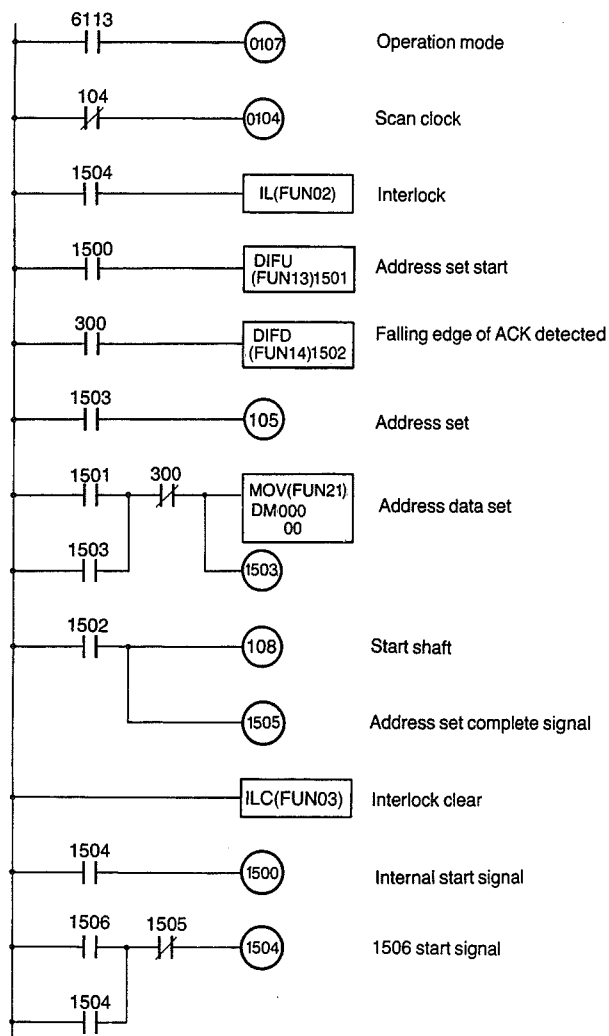 6113
0107 Operation mode
104
0104 Scan clock
1504
IL(FUN02) Interlock
1500
DIFU
(FUN13)1501 Address set start
300
DIFD Falling edge of ACK detected
(FUN14)1502
1503
105 Address set
1501 300
MOV(FUN21)
DM000 Address data set
00
1503
1503
1502
108 Start shaft
1505 Address set complete signal
ILC(FUN03) Interlock clear
1504
1500 Internal start signal
1506 1505
1504 1506 start signal
1504